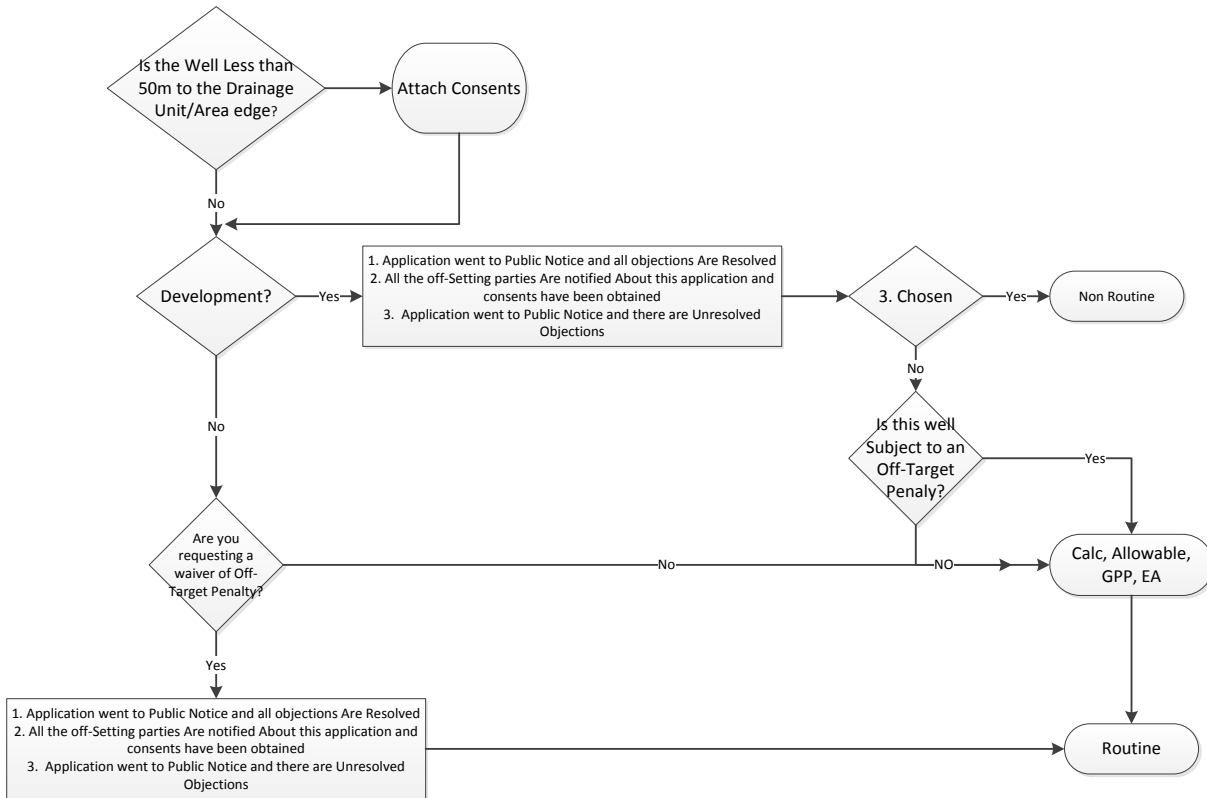 Is the Well Less than
50m to the Drainage
Unit/Area edge?
Attach Consents
No
Development?
Yes
1. Application went to Public Notice and all objections Are Resolved
2. All the off-Setting parties Are notified About this application and
consents have been obtained
3. Application went to Public Notice and there are Unresolved
Objections
3. Chosen
Yes
Non Routine
No
Is this well
Subject to an
Off-Target
Penaly?
Yes
No
Are you
requesting a
waiver of Off-
Target Penalty?
No
NO
Calc, Allowable,
GPP, EA
Yes
1. Application went to Public Notice and all objections Are Resolved
2. All the off-Setting parties Are notified About this application and
consents have been obtained
3. Application went to Public Notice and there are Unresolved
Objections
Routine